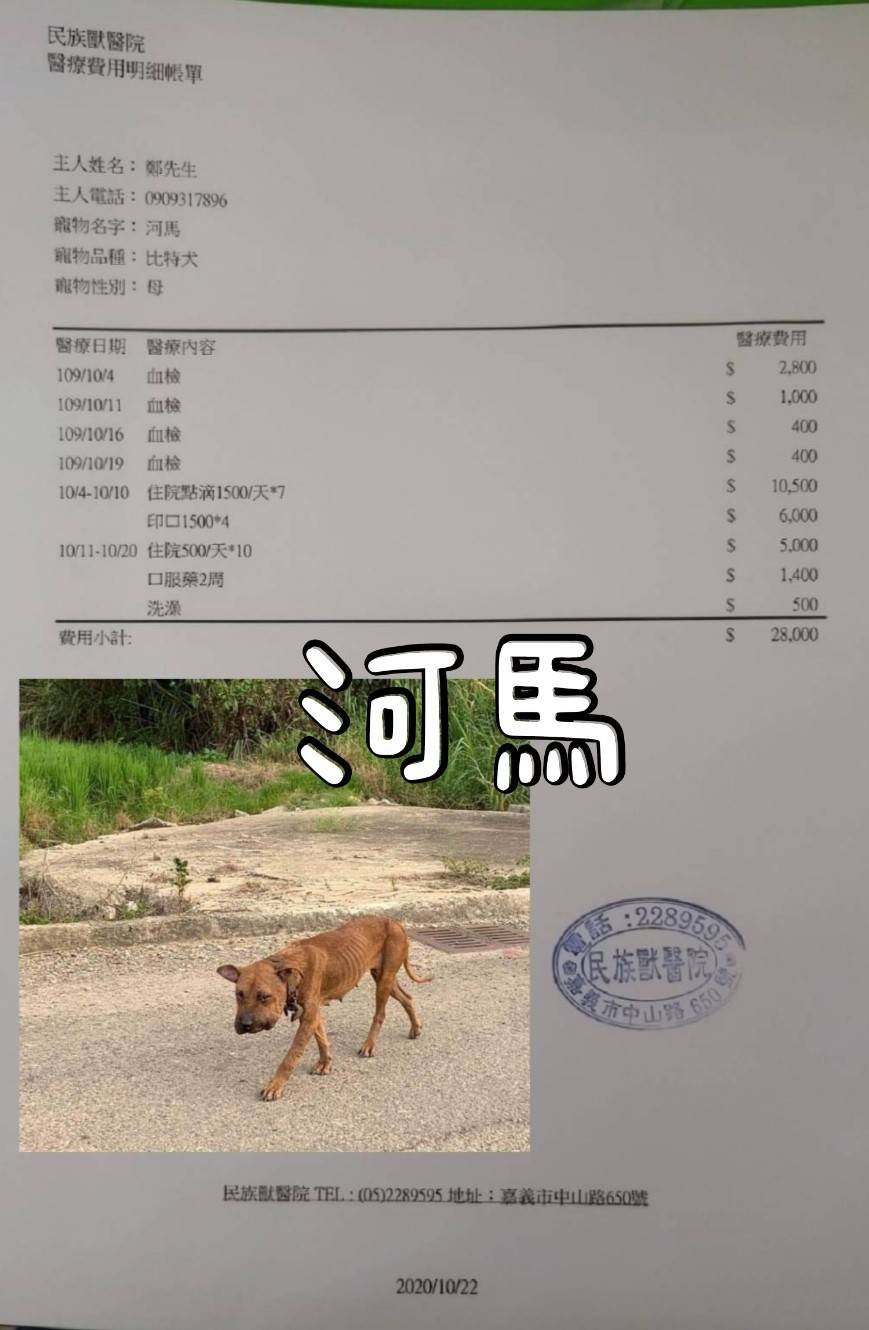 民族獸醫院
醫療費用明細帳單
主人姓名：鄭先生
主人電話：0909317896
寵物名字：河馬
寵物品種：比特犬
寵物性別：母
醫療日期 醫療內容 醫療費用
109/10/4 血檢 $ 2,800
109/10/11 血檢 $ 1,000
109/10/16 血檢 $ 400
109/10/19 血檢 $ 400
10/4-10/10 住院點滴1500/天*7 $ 10,500
印口1500*4 $ 6,000
10/11-10/20 住院500/天*10 $ 5,000
口服藥2周 $ 1,400
洗澡 $ 500
費用小計: $ 28,000
河馬
電話:2289595
民族獸醫院
嘉義市中山路650號
民族獸醫院 TEL : (05)2289595 地址：嘉義市中山路650號
2020/10/22